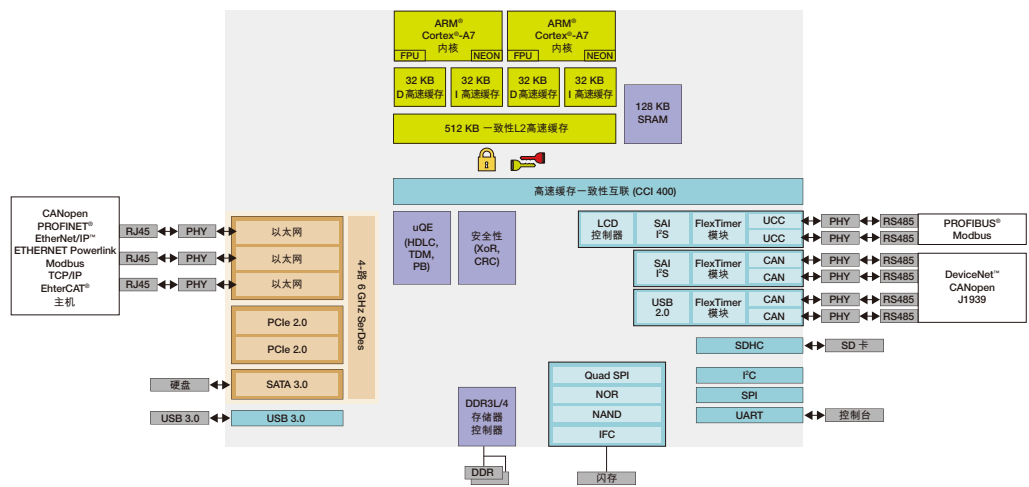 ARM®
Cortex®-A7
内核
FPU
NEON
ARM®
Cortex®-A7
内核
FPU
NEON
32 KB
D 高速缓存
32 KB
I 高速缓存
32 KB
D 高速缓存
32 KB
I 高速缓存
128 KB
SRAM
512 KB 一致性L2高速缓存
高速缓存一致性互联 (CCI 400)
CANopen
PROFINET®
EtherNet/IP™
ETHERNET Powerlink
Modbus
TCP/IP
EhterCAT®
主机
RJ45
PHY
以太网
RJ45
PHY
以太网
RJ45
PHY
以太网
4-路 6 GHz SerDes
PCIe 2.0
PCIe 2.0
硬盘
SATA 3.0
USB 3.0
USB 3.0
uQE
(HDLC,
TDM,
PB)
安全性
(XoR,
CRC)
LCD
控制器
SAI
I²S
FlexTimer
模块
UCC
UCC
PHY
RS485
PHY
RS485
PROFIBUS®
Modbus
SAI
I²S
FlexTimer
模块
CAN
CAN
PHY
RS485
PHY
RS485
USB
2.0
FlexTimer
模块
CAN
CAN
PHY
RS485
PHY
RS485
DeviceNet™
CANopen
J1939
SDHC
SD 卡
I²C
SPI
UART
控制台
DDR3L/4
存储器
控制器
DDR
Quad SPI
NOR
NAND
IFC
闪存